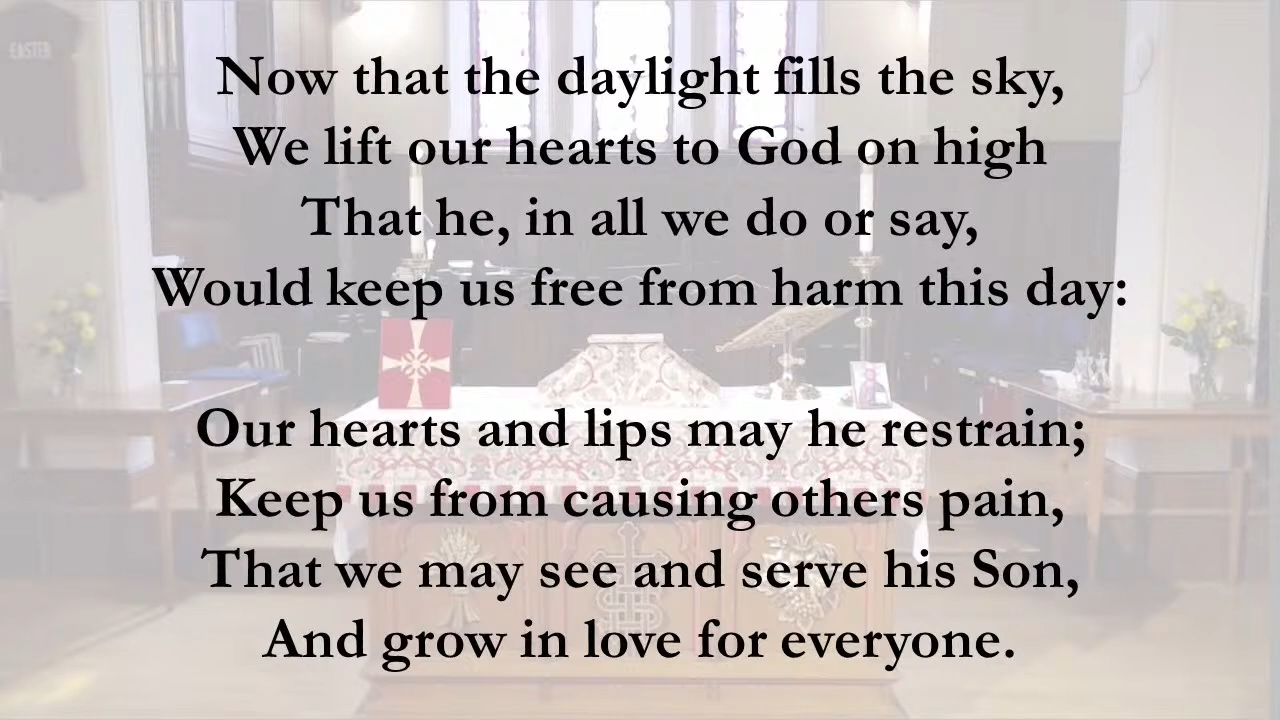 EASTER
Now that the daylight fills the sky,
We lift our hearts to God on high
That he, in all we do or say,
Would keep us free from harm this day:
Our hearts and lips may he restrain;
Keep us from causing others pain,
That we may see and serve his Son,
And grow in love for everyone.